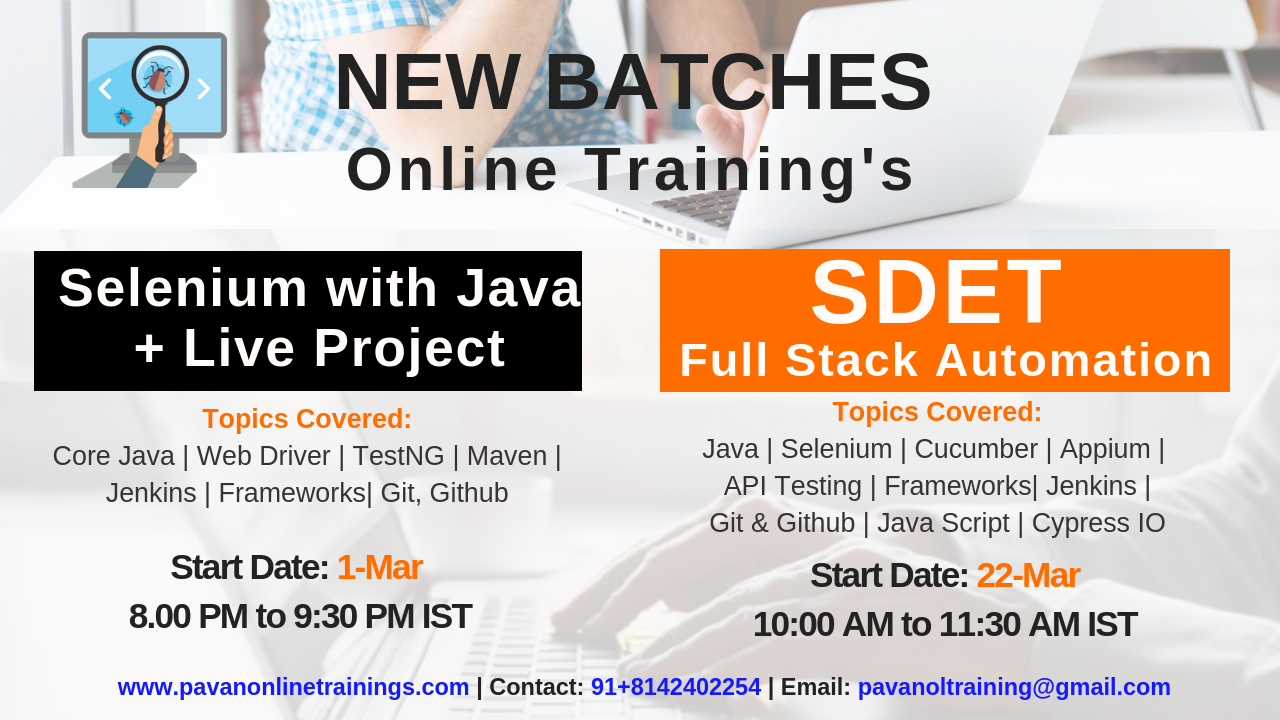 NEW BATCHES
Online Training's
Selenium with Java
+ Live Project
Topics Covered:
Core Java | Web Driver | TestNG | Maven |
Jenkins | Frameworks| Git, Github
Start Date: 1-Mar
8.00 PM to 9:30 PM IST
SDET
Full Stack Automation
Topics Covered:
Java | Selenium | Cucumber | Appium |
API Testing | Frameworks| Jenkins |
Git & Github | Java Script | Cypress IO
Start Date: 22-Mar
10:00 AM to 11:30 AM IST
www.pavanonlinetrainings.com | Contact: 91+8142402254 | Email: pavanoltraining@gmail.com